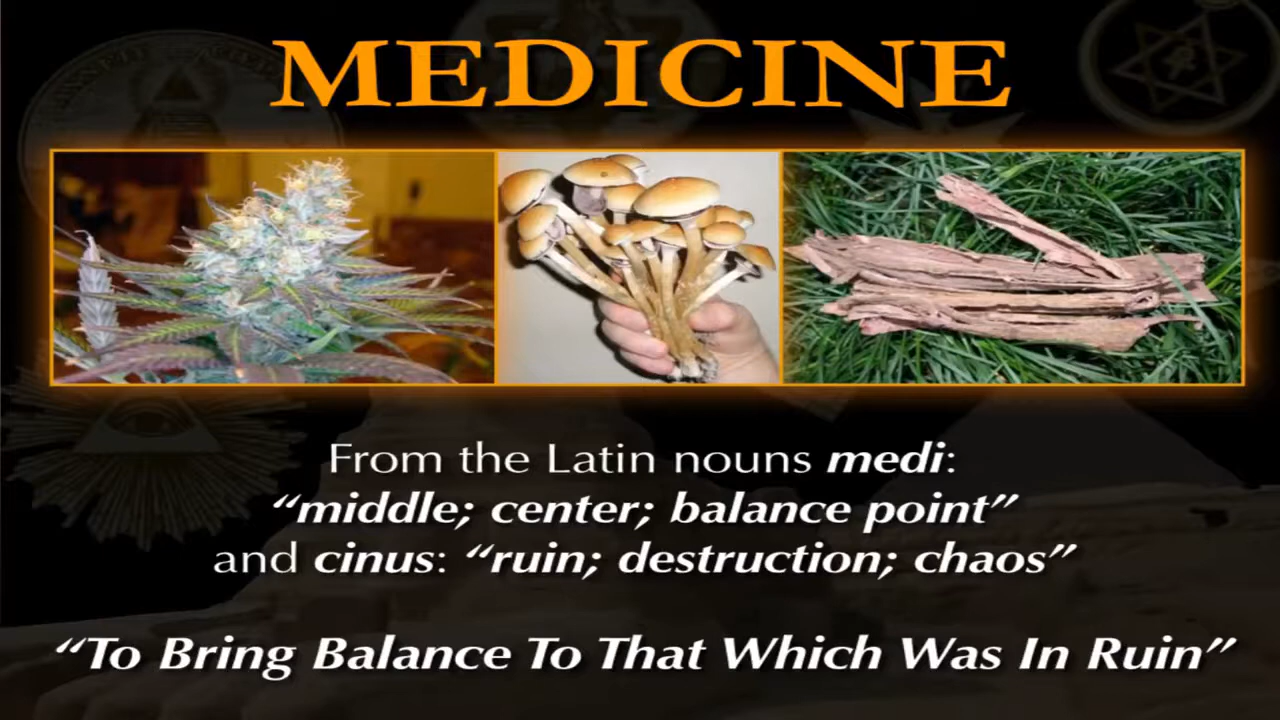 MEDICINE
From the Latin nouns medi:
“middle; center; balance point”
and cinus: “ruin; destruction; chaos”
“To Bring Balance To That Which Was In Ruin”